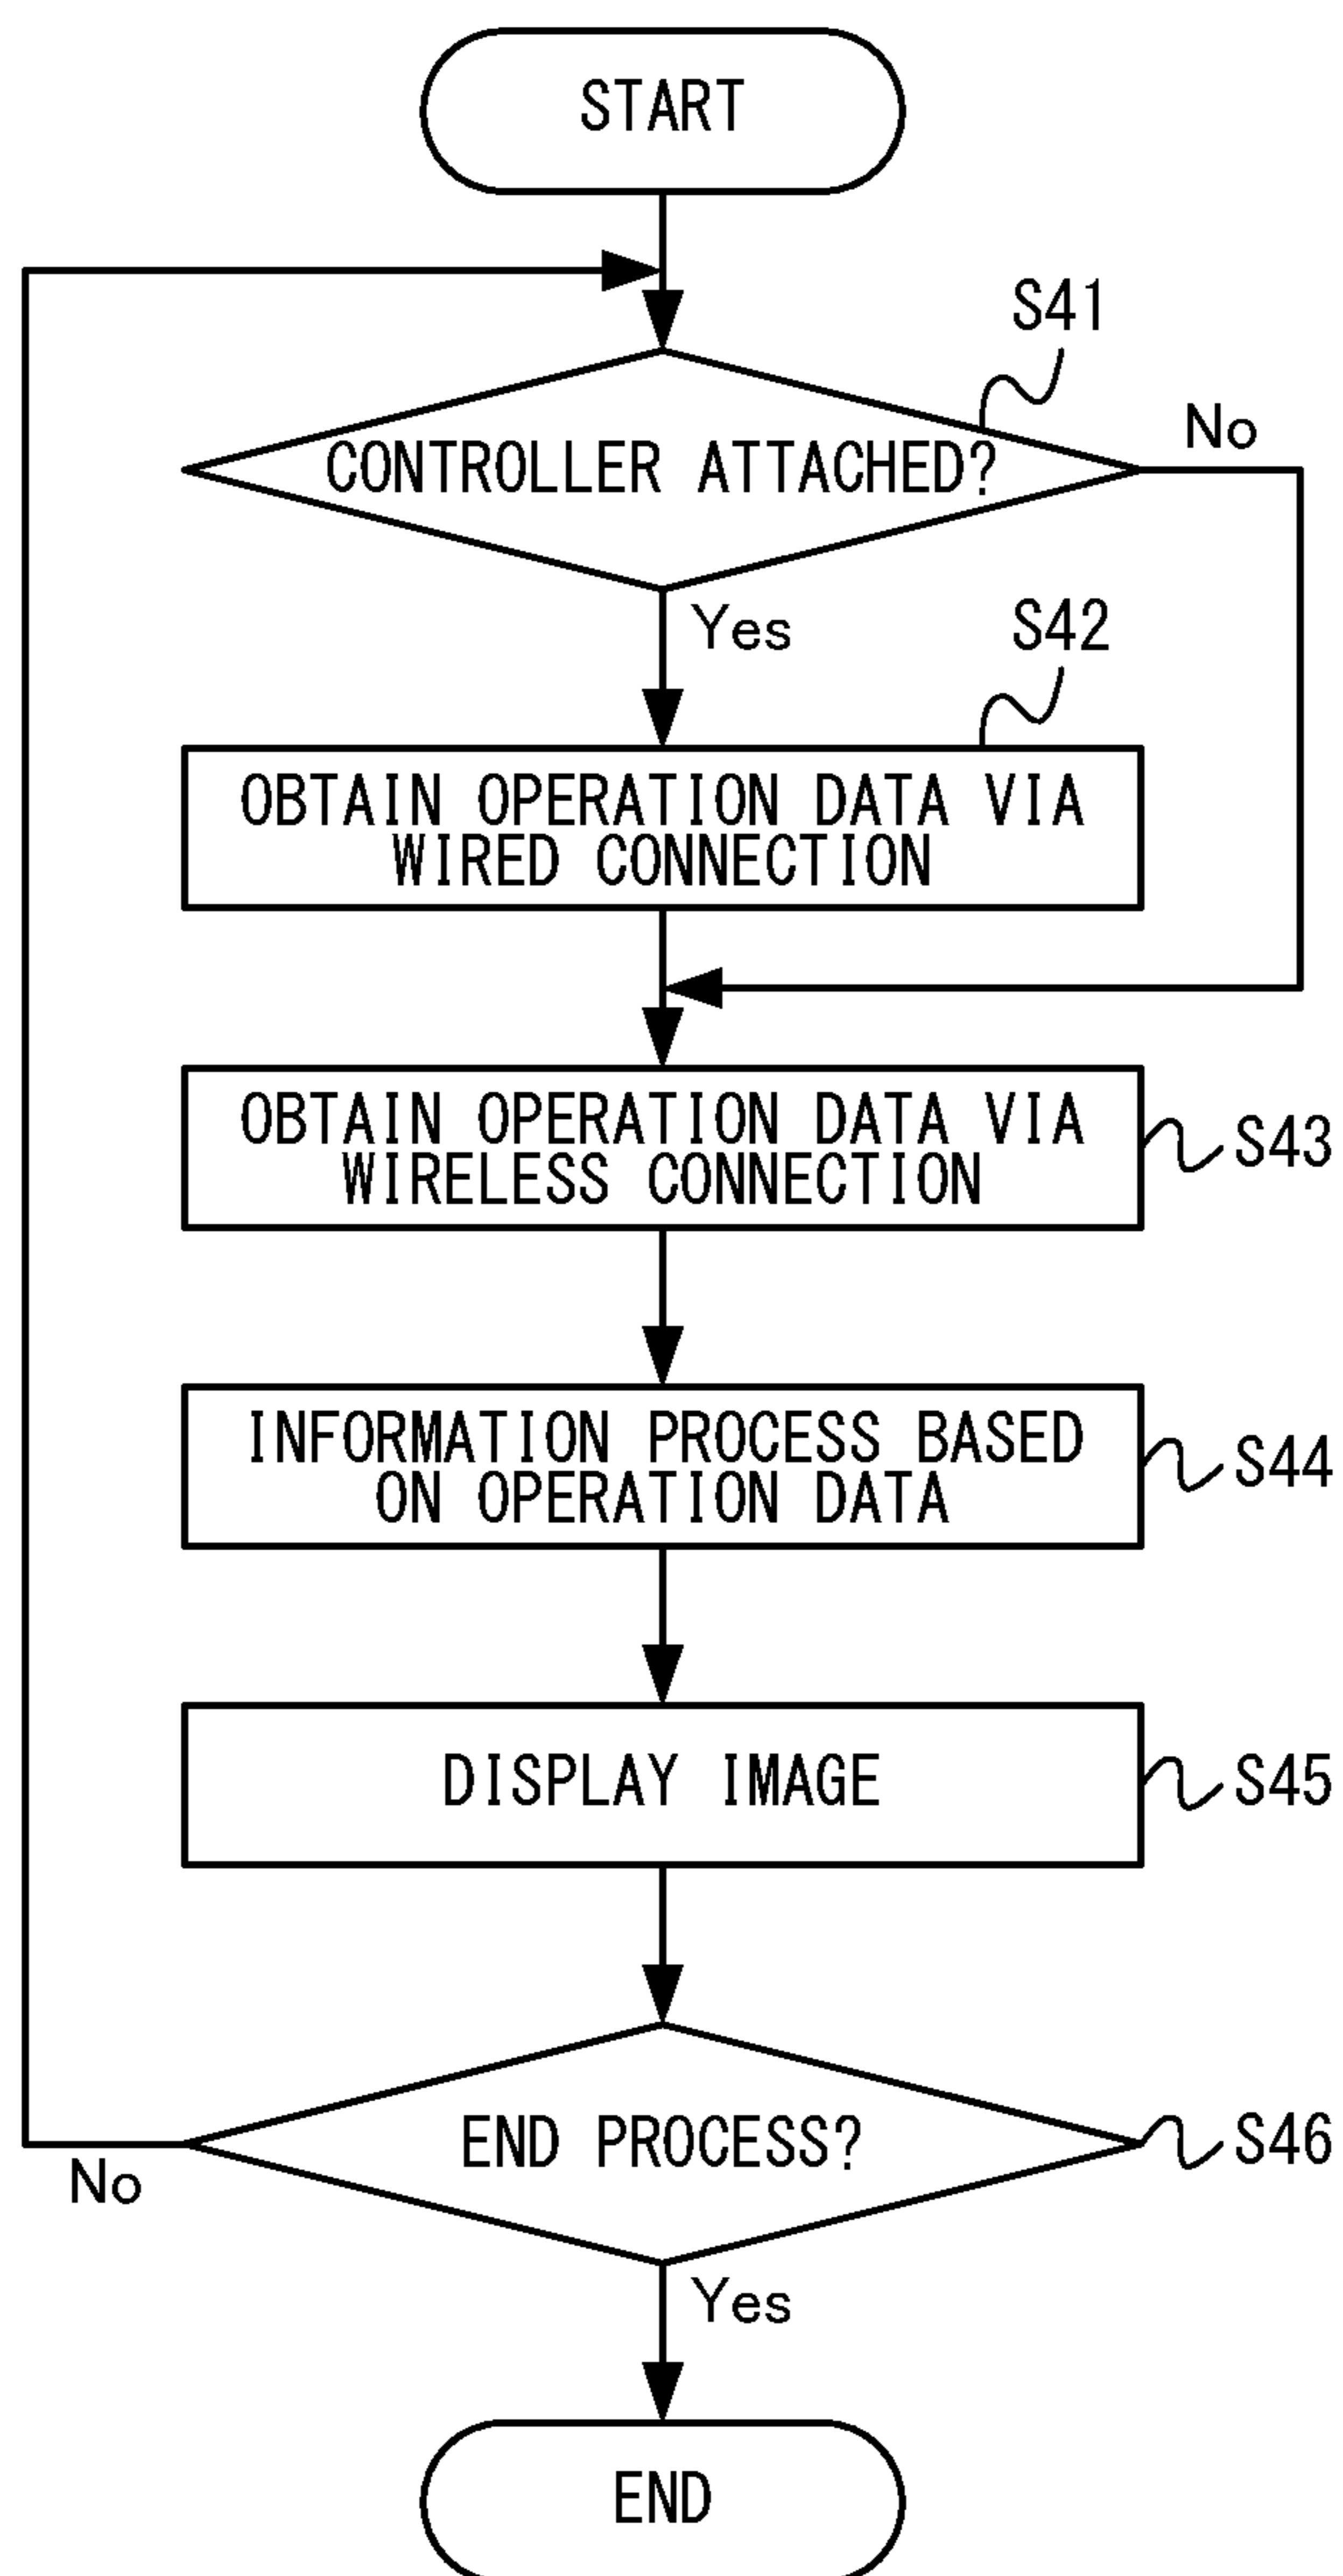 START
S41
No
CONTROLLER ATTACHED?
Yes
S42
OBTAIN OPERATION DATA VIA
WIRED CONNECTION
OBTAIN OPERATION DATA VIA
WIRELESS CONNECTION
S43
INFORMATION PROCESS BASED
ON OPERATION DATA
S44
DISPLAY IMAGE
S45
END PROCESS?
S46
No
Yes
END